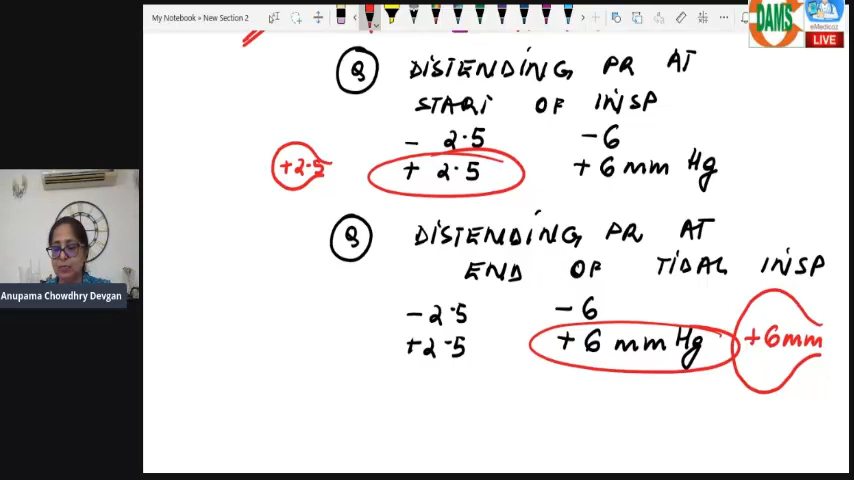 My Notebook » New Section 2
DAMS
eMedicoz
LIVE
Q DISTENDING PR AT
START OF INSP
- 2.5 -6
+2.5 + 2.5 + 6 mm Hg
Q DISTENDING PR AT
END OF TIDAL INSP
-2.5 -6
+2.5 + 6 mm Hg +6mm
Anupama Chowdhry Devgan